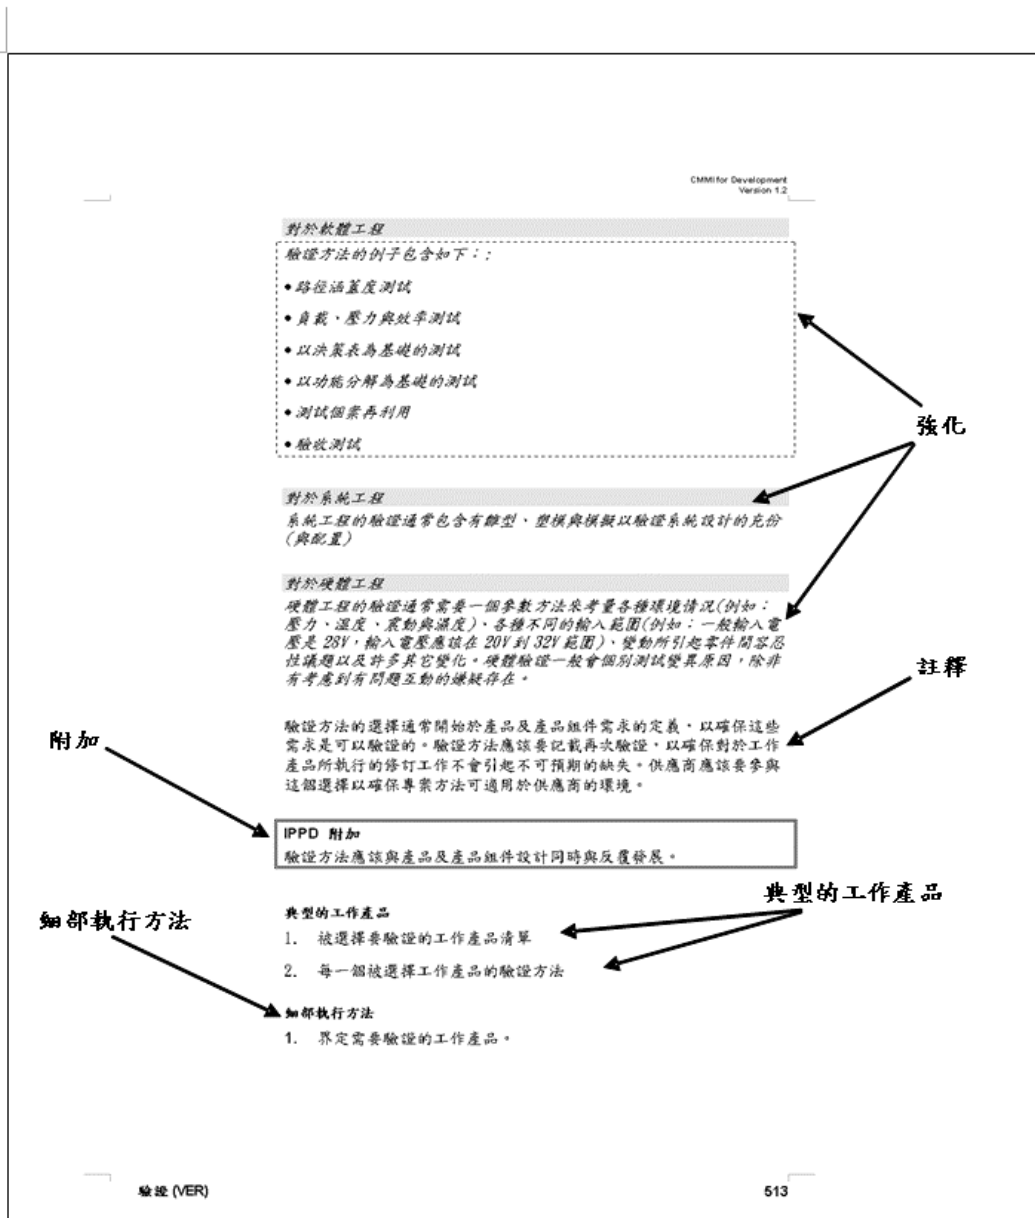 CMMI for Development
Version 1.2
對於軟體工程
驗證方法的例子包含如下：:
• 路徑涵蓋度測試
• 負載、壓力與效率測試
• 以決策表為基礎的測試
• 以功能分解為基礎的測試
• 測試個案再利用
• 驗收測試
強化
對於系統工程
系統工程的驗證通常包含有雛型、塑模與模擬以驗證系統設計的充份
(與配置)
對於硬體工程
硬體工程的驗證通常需要一個參數方法來考量各種環境情況(例如：
壓力、溫度、震動與濕度)、各種不同的輸入範圍(例如：一般輸入電
壓是 28V，輸入電壓應該在 20V 到 32V 範圍)、變動所引起零件間容忍
性議題以及許多其它變化。硬體驗證一般會個別測試變異原因，除非
有考慮到有問題互動的嫌疑存在。
註釋
驗證方法的選擇通常開始於產品及產品組件需求的定義，以確保這些
需求是可以驗證的。驗證方法應該要記載再次驗證，以確保對於工作
產品所執行的修訂工作不會引起不可預期的缺失。供應商應該要參與
這個選擇以確保專案方法可適用於供應商的環境。
附加
IPPD 附加
驗證方法應該與產品及產品組件設計同時與反覆發展。
典型的工作產品
典型的工作產品
1. 被選擇要驗證的工作產品清單
2. 每一個被選擇工作產品的驗證方法
細部執行方法
細部執行方法
1. 界定需要驗證的工作產品。
驗證 (VER)
513